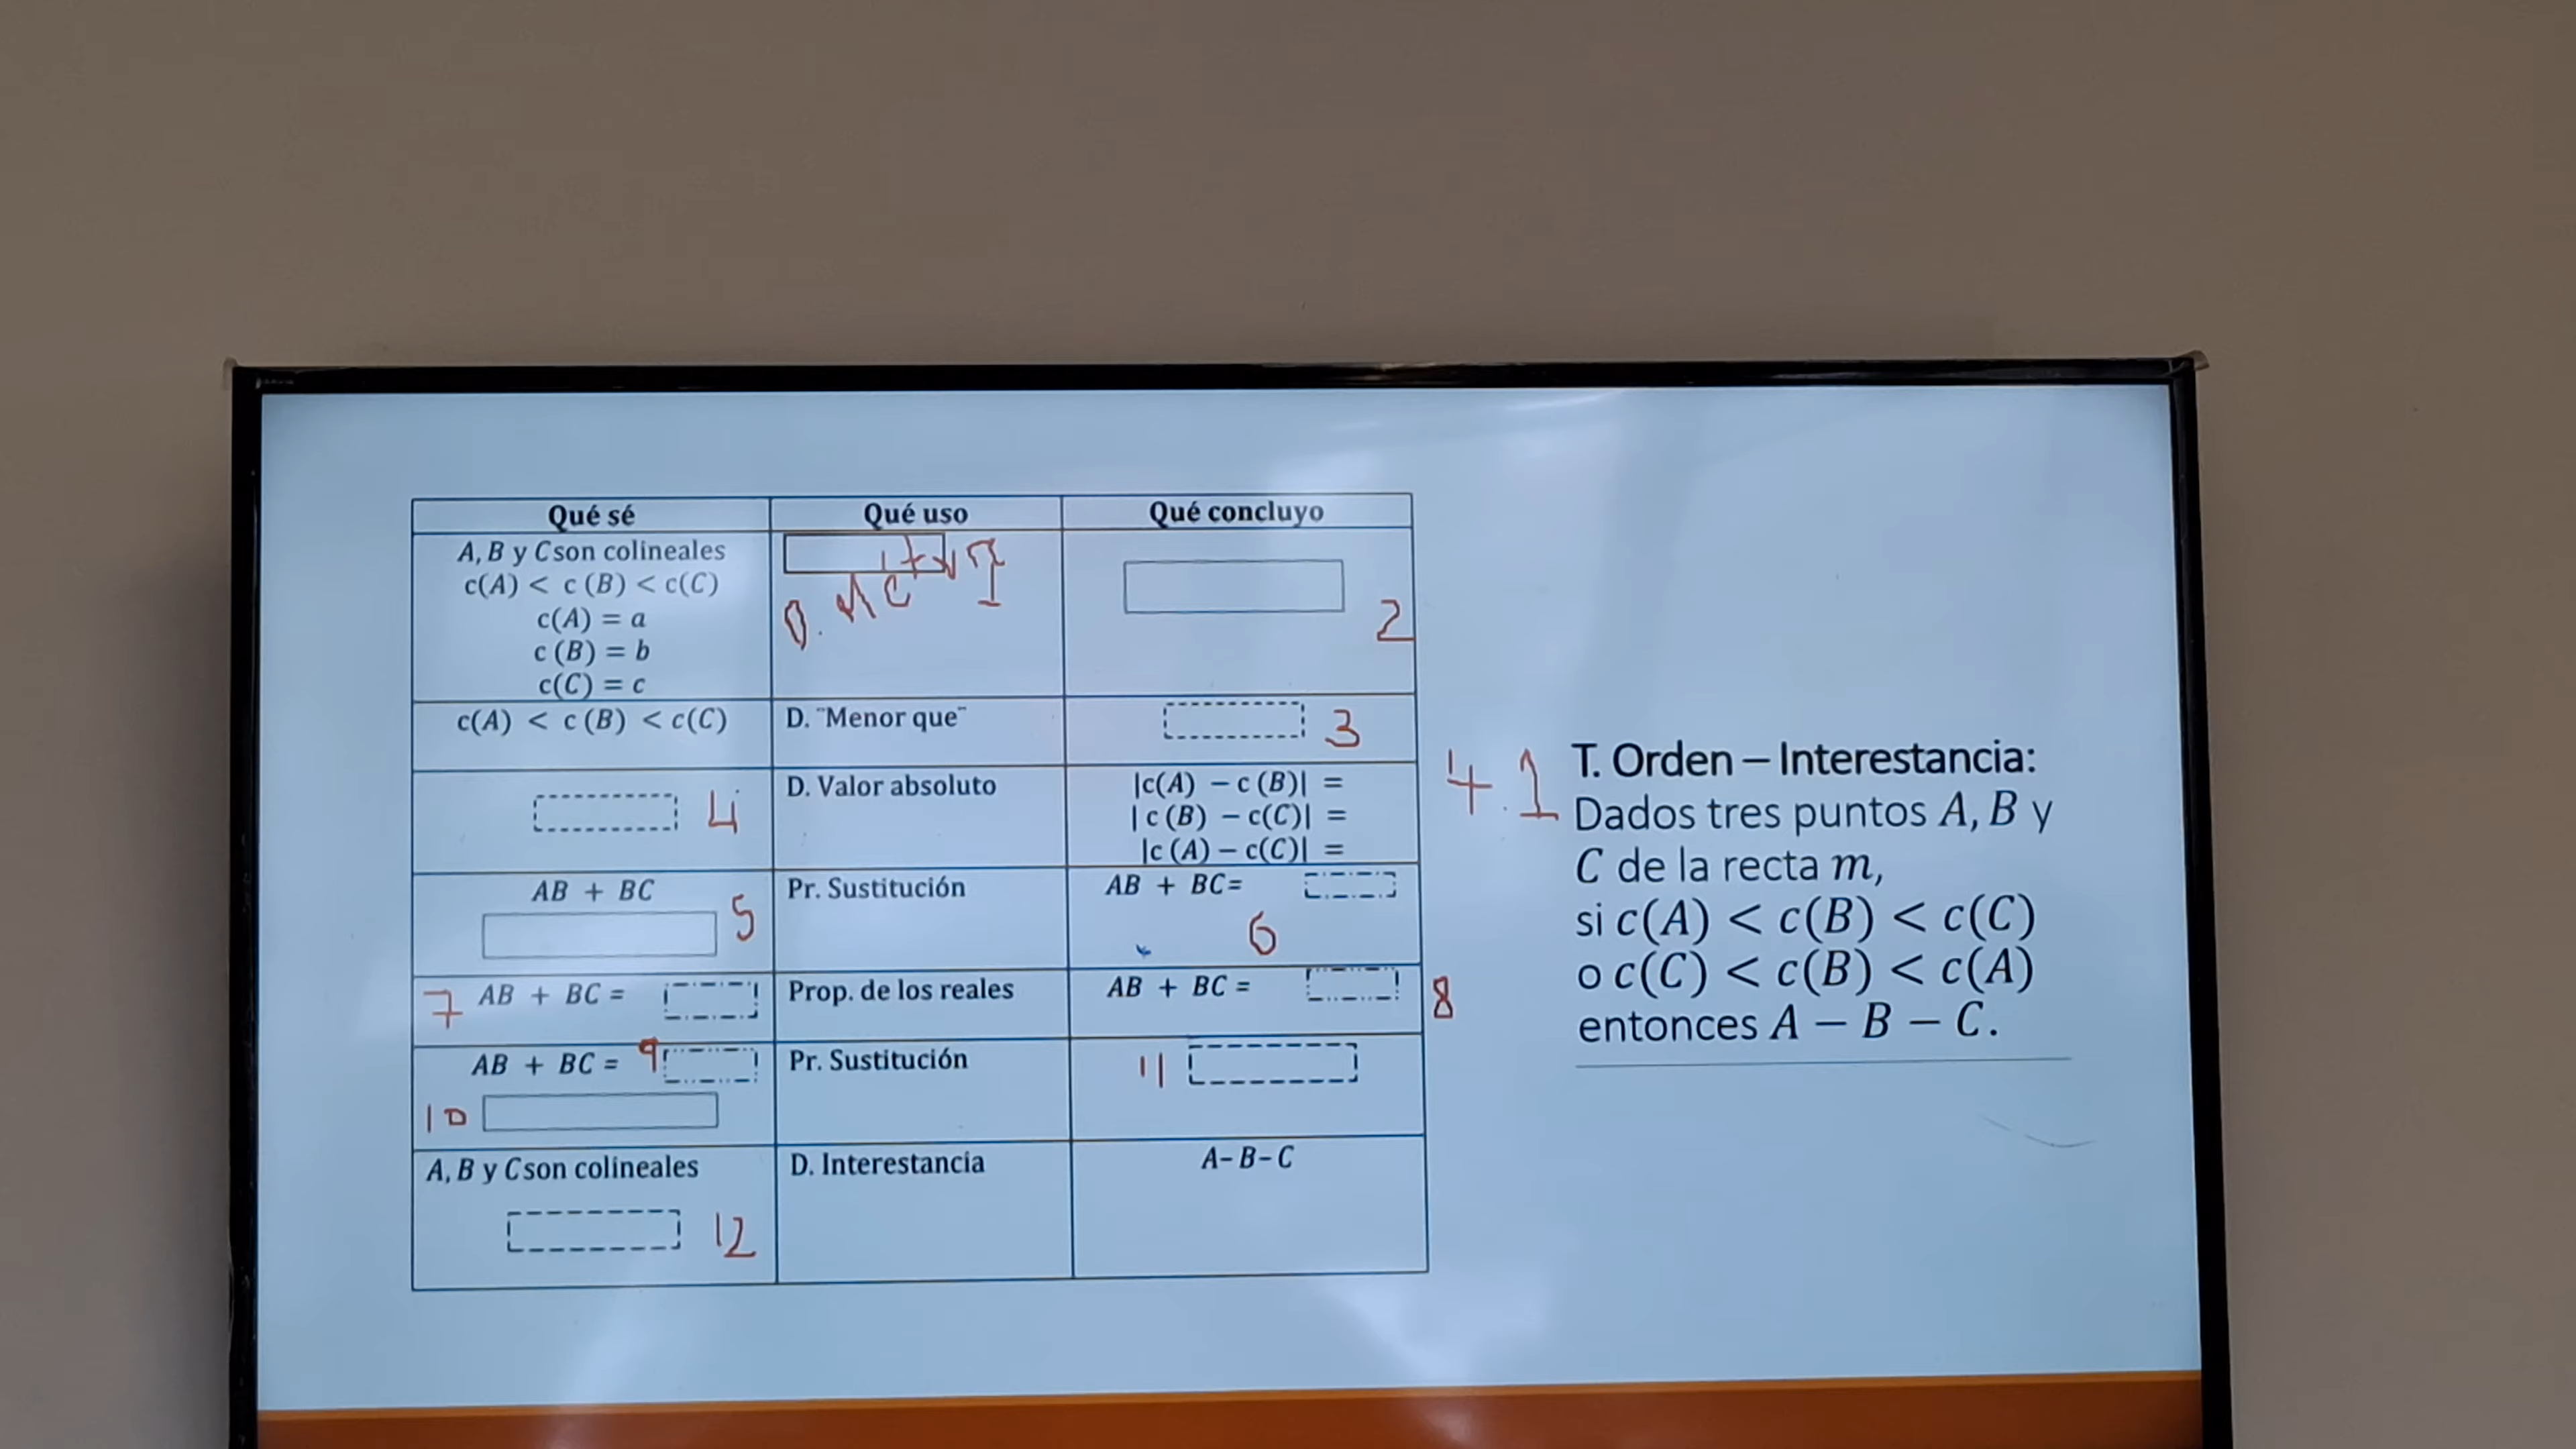 Qué sé Qué uso Qué concluyo
A, B y C son colineales
c(A) < c (B) < c(C)
c(A) = a
c (B) = b
c(C) = c
1
2
c(A) < c (B) < c(C) D. ¨Menor que¨ 3
4 D. Valor absoluto |c(A) − c (B)| =
| c (B) − c(C)| =
|c (A) − c(C)| =
4.1
AB + BC Pr. Sustitución AB + BC=
5 6
7 AB + BC = Prop. de los reales AB + BC = 8
AB + BC = 9 Pr. Sustitución 11
10
A, B y C son colineales D. Interestancia A− B− C
12
T. Orden – Interestancia:
Dados tres puntos A, B y
C de la recta m,
si c(A) < c(B) < c(C)
o c(C) < c(B) < c(A)
entonces A − B − C.